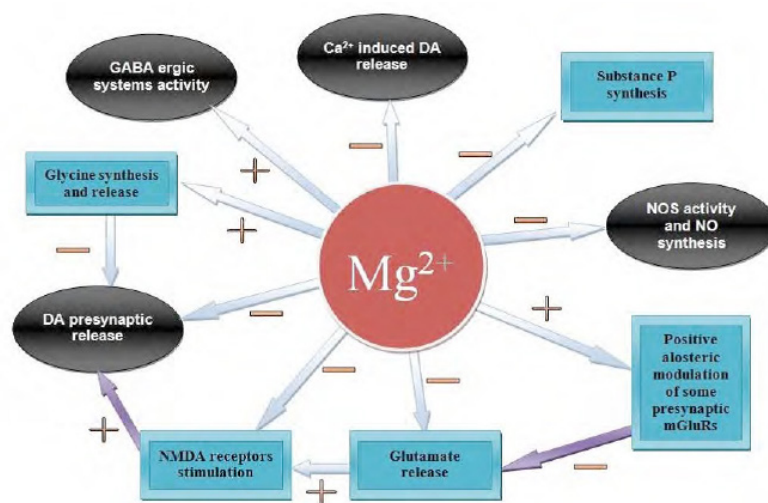 GABA ergic
systems activity
Ca²⁺ induced DA
release
Substance P
synthesis
Glycine synthesis
and release
NOS activity
and NO
synthesis
Mg²⁺
DA presynaptic
release
Positive
alosteric
modulation
of some
presynaptic
mGluRs
NMDA receptors
stimulation
Glutamate
release